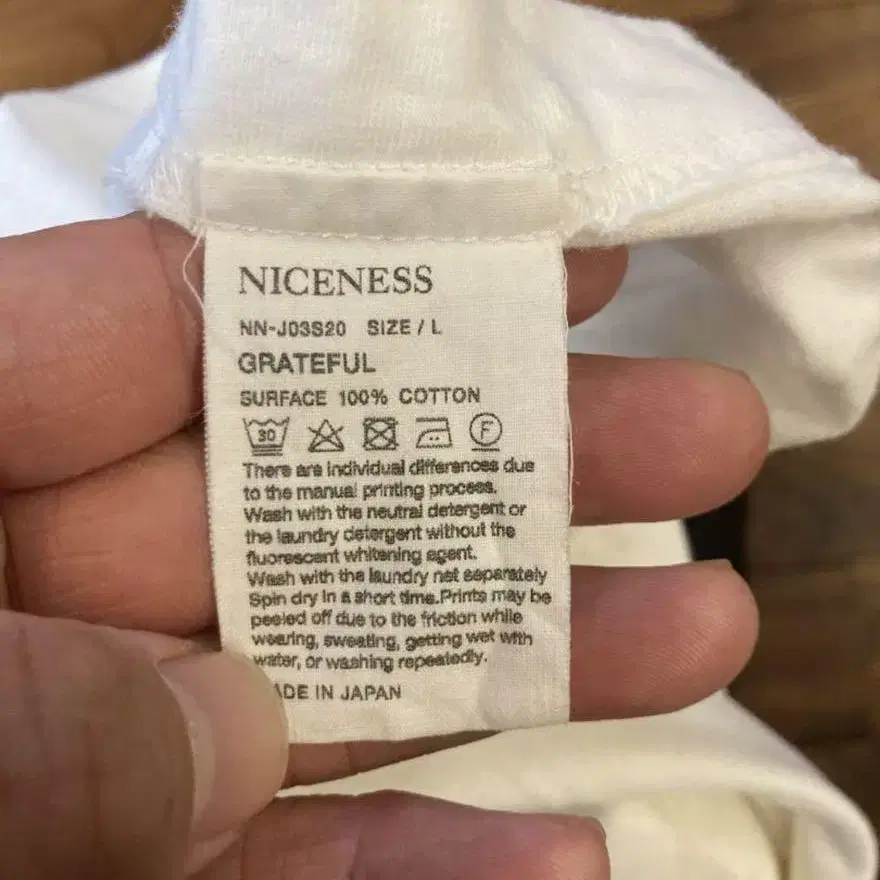 NICENESS
NN-J03S20 SIZE / L
GRATEFUL
SURFACE 100% COTTON
30 F
There are individual differences due
to the manual printing process.
Wash with the neutral detergent or
the laundry detergent without the
fluorescent whitening agent.
Wash with the laundry net separately
Spin dry in a short time.Prints may be
peeled off due to the friction while
wearing, sweating, getting wet with
water, or washing repeatedly.
ADE IN JAPAN